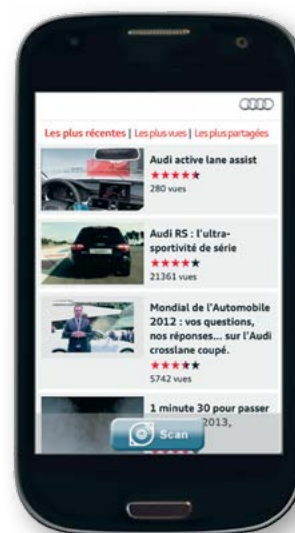 Les plus récentes | Les plus vues | Les plus partagées
Audi active lane assist
280 vues
Audi RS : l'ultra-
sportivité de série
21361 vues
Mondial de l'Automobile
2012 : vos questions,
nos réponses... sur l'Audi
crosslane coupé.
5742 vues
1 minute 30 pour passer
2013,
Scan